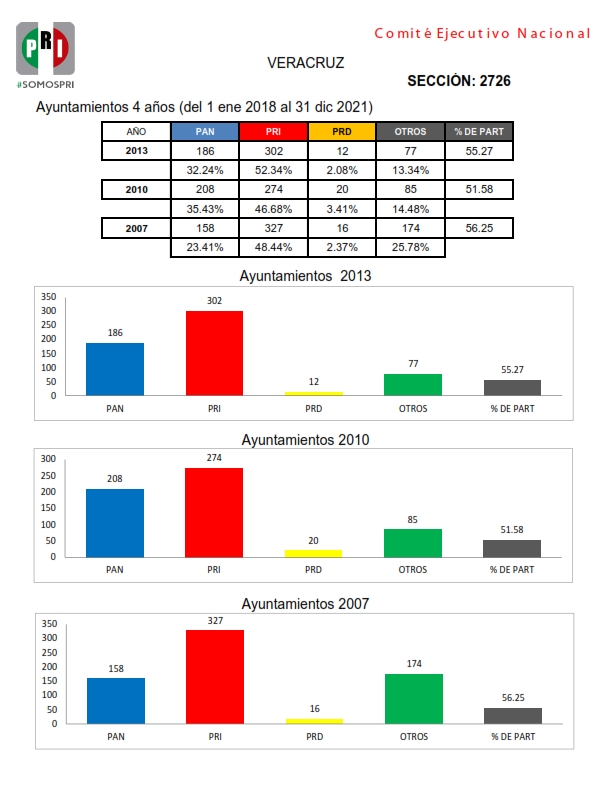 PRI
#SOMOSPRI
Comité Ejecutivo Nacional
VERACRUZ
SECCIÓN: 2726
Ayuntamientos 4 años (del 1 ene 2018 al 31 dic 2021)
AÑO PAN PRI PRD OTROS % DE PART
2013 186 302 12 77 55.27
32.24% 52.34% 2.08% 13.34%
2010 208 274 20 85 51.58
35.43% 46.68% 3.41% 14.48%
2007 158 327 16 174 56.25
23.41% 48.44% 2.37% 25.78%
Ayuntamientos 2013
350
300
250
200
150
100
50
0
186 302 12 77 55.27
PAN PRI PRD OTROS % DE PART
Ayuntamientos 2010
300
250
200
150
100
50
0
208 274 20 85 51.58
PAN PRI PRD OTROS % DE PART
Ayuntamientos 2007
350
300
250
200
150
100
50
0
158 327 16 174 56.25
PAN PRI PRD OTROS % DE PART